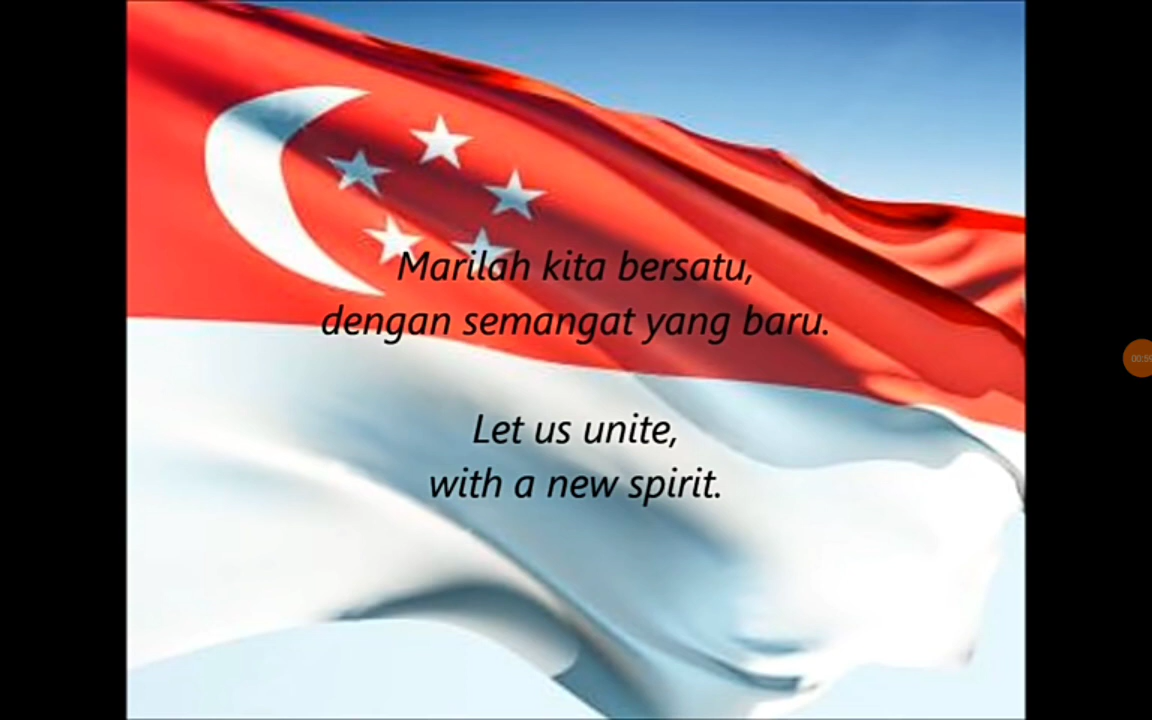 Marilah kita bersatu,
dengan semangat yang baru.
Let us unite,
with a new spirit.